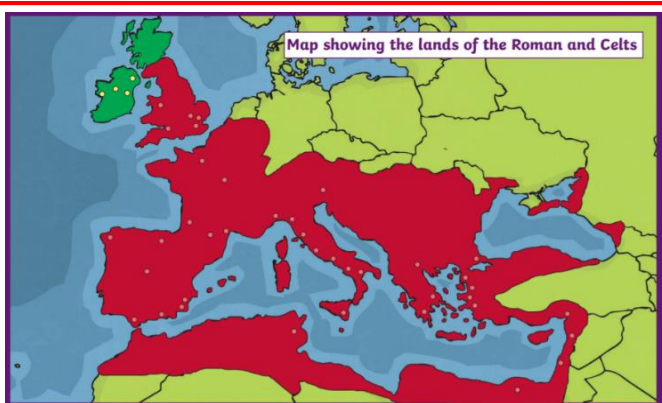 Map showing the lands of the Roman and Celts